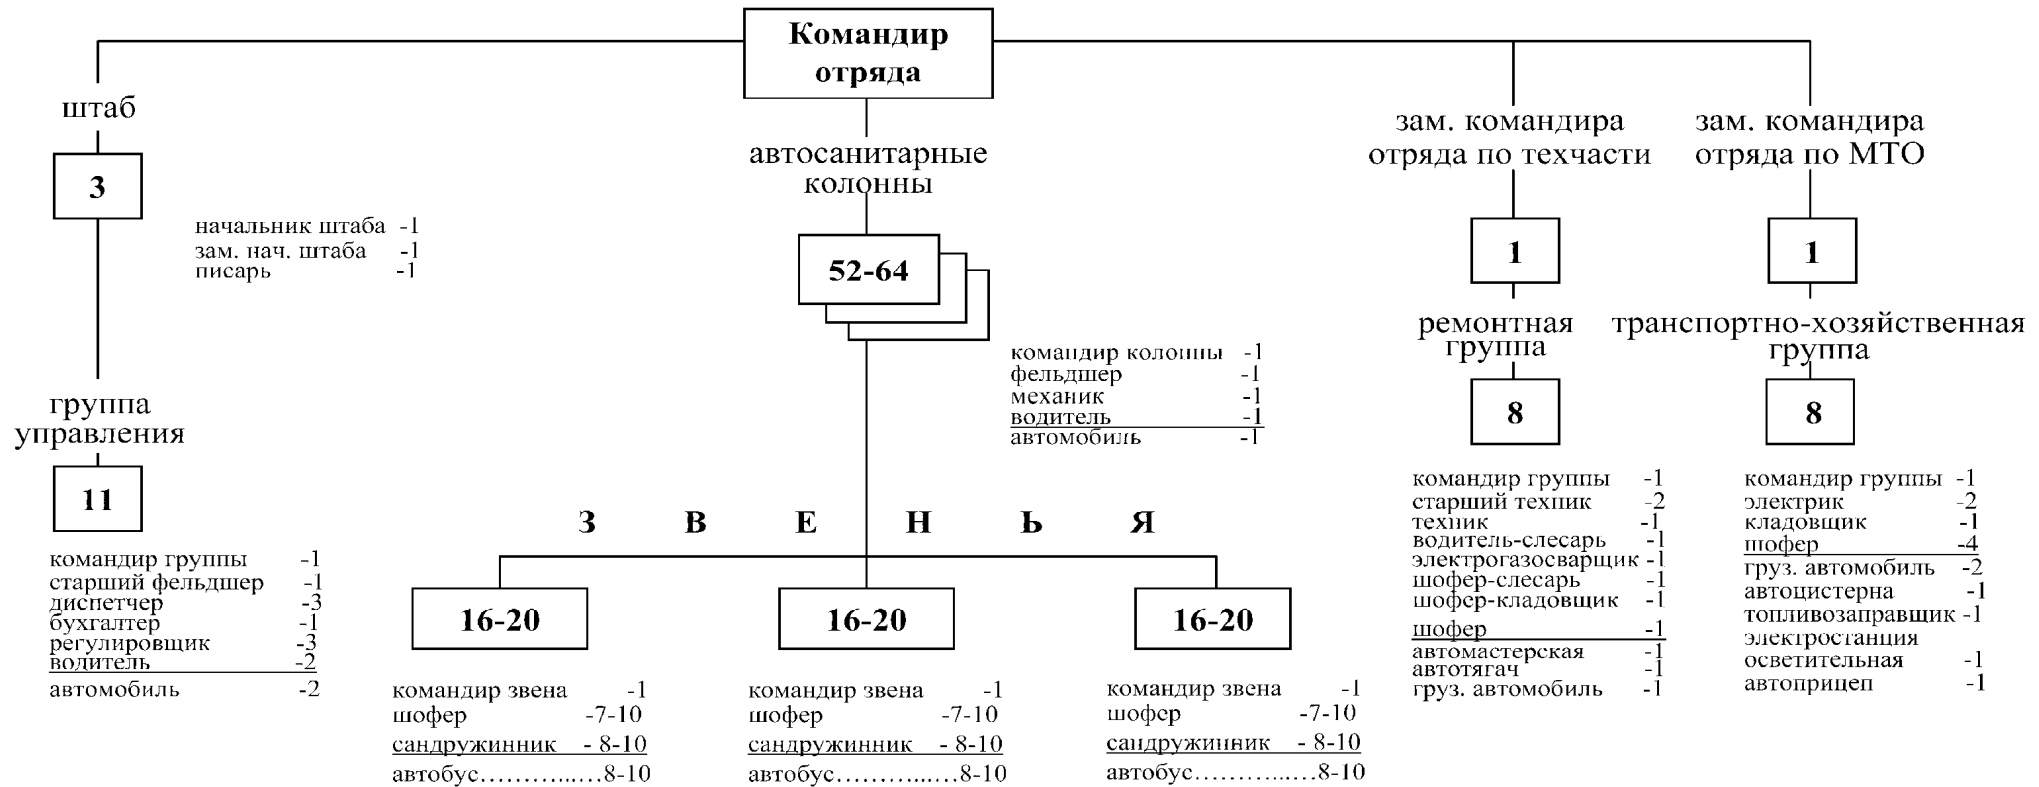 Командир
отряда
штаб
3
начальник штаба -1
зам. нач. штаба -1
писарь -1
группа
управления
11
командир группы -1
старший фельдшер -1
диспетчер -3
бухгалтер -1
регулировщик -3
водитель -2
автомобиль -2
автосанитарные
колонны
52-64
командир колонны -1
фельдшер -1
механик -1
водитель -1
автомобиль -1
З В Е Н Ь Я
16-20
командир звена -1
шофер -7-10
сандружинник - 8-10
автобус……………8-10
16-20
командир звена -1
шофер -7-10
сандружинник - 8-10
автобус……………8-10
16-20
командир звена -1
шофер -7-10
сандружинник - 8-10
автобус……………8-10
зам. командира
отряда по техчасти
1
ремонтная
группа
8
командир группы -1
старший техник -2
техник -1
водитель-слесарь -1
электрогазосварщик -1
шофер-слесарь -1
шофер-кладовщик -1
шофер -1
автомастерская -1
автотягач -1
груз. автомобиль -1
зам. командира
отряда по МТО
1
транспортно-хозяйственная
группа
8
командир группы -1
электрик -2
кладовщик -1
шофер -4
груз. автомобиль -2
автоцистерна -1
топливозаправщик -1
электростанция
осветительная -1
автоприцеп -1